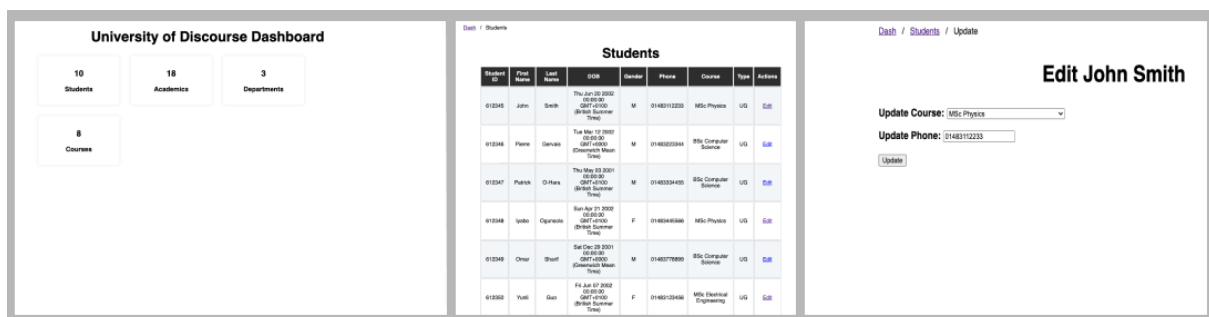 University of Discourse Dashboard
10
Students
18
Academics
3
Departments
8
Courses
Dash / Students
Students
Student ID First Name Last Name DOB Gender Phone Course Type Actions
612345 John Smith Thu Jun 20 2002 00:00:00 GMT+0100 (British Summer Time) M 01483112233 MSc Physics UG Edit
612346 Pierre Gervais Tue Mar 12 2002 00:00:00 GMT+0000 (Greenwich Mean Time) M 01483223344 BSc Computer Science UG Edit
612347 Patrick O-Hara Thu May 03 2001 00:00:00 GMT+0100 (British Summer Time) M 01483334455 BSc Computer Science UG Edit
612348 Iyabo Ogunsola Sun Apr 21 2002 00:00:00 GMT+0100 (British Summer Time) F 01483445566 MSc Physics UG Edit
612349 Omar Sharif Sat Dec 29 2001 00:00:00 GMT+0000 (Greenwich Mean Time) M 01483778899 BSc Computer Science UG Edit
612350 Yunli Guo Fri Jun 07 2002 00:00:00 GMT+0100 (British Summer Time) F 01483123456 MSc Electrical Engineering UG Edit
Dash / Students / Update
Edit John Smith
Update Course: MSc Physics
Update Phone: 01483112233
Update